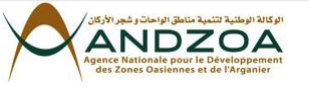 الوكالة الوطنية لتنمية مناطق الواحات و شجر الأركان
ANDZOA
Agence Nationale pour le Développement
des Zones Oasiennes et de l'Arganier